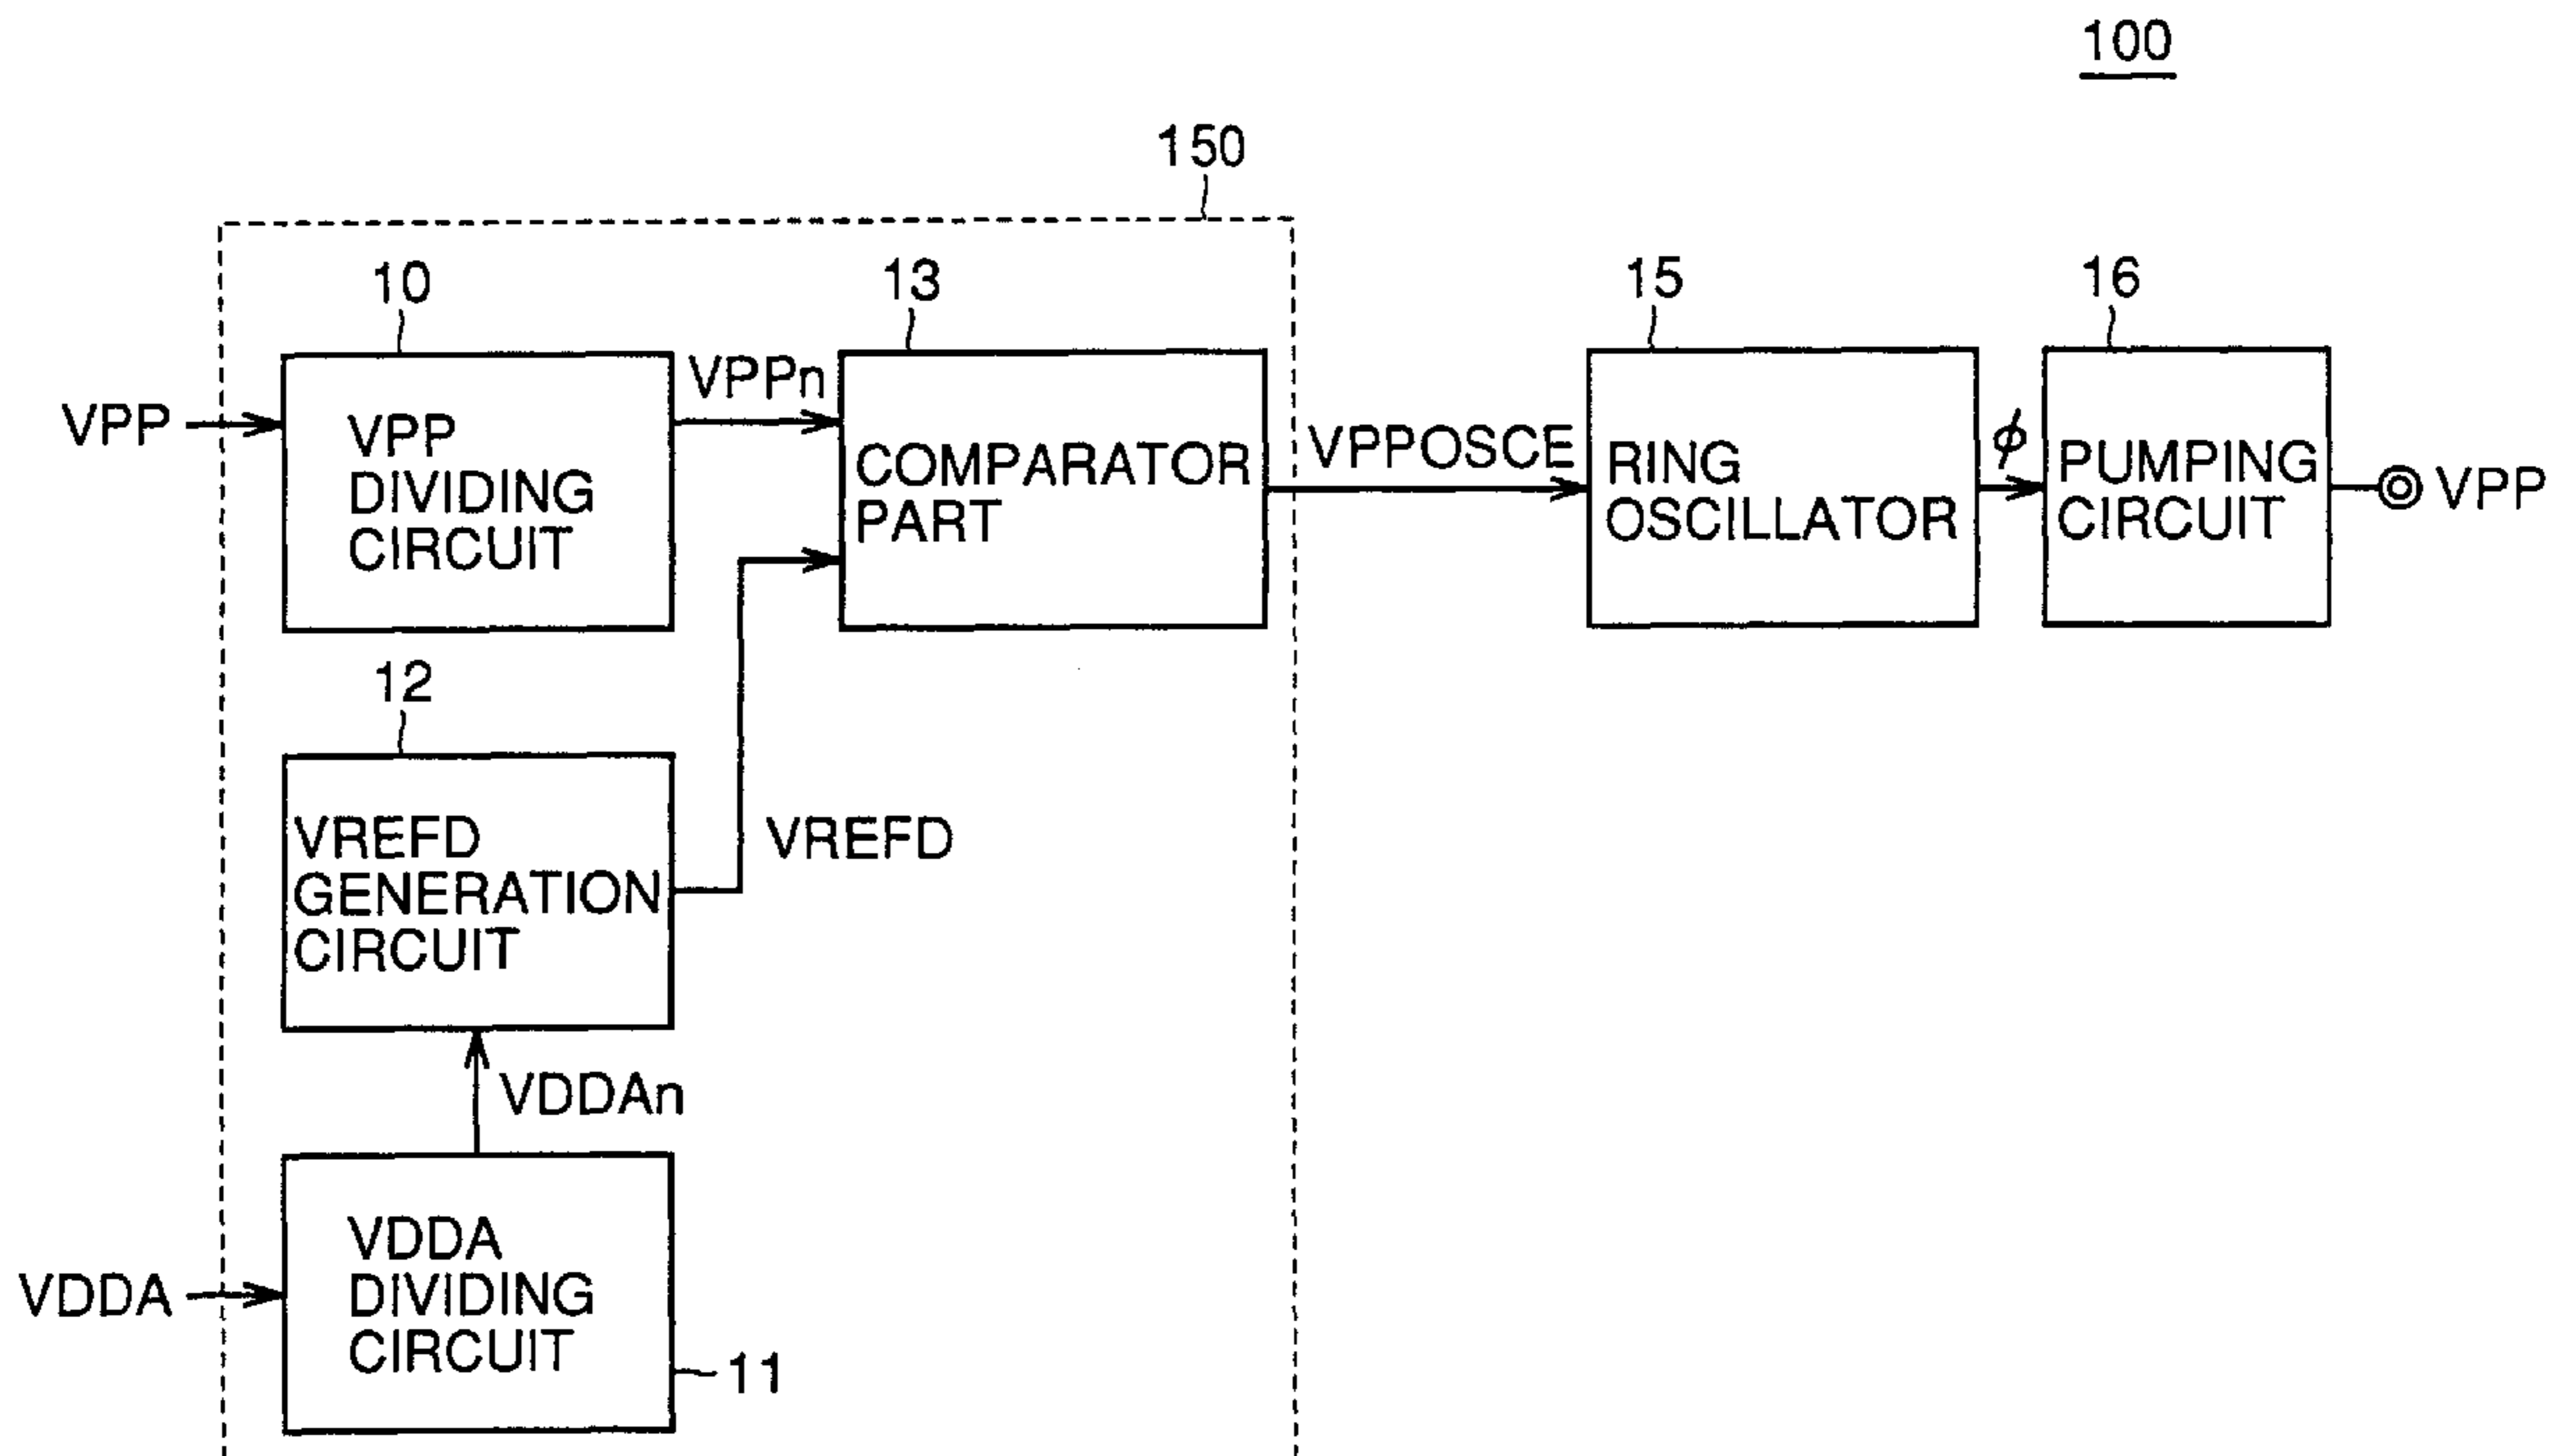 100
150
10
13
15
16
VPP
VPP
DIVIDING
CIRCUIT
VPPn
COMPARATOR
PART
VPPOSCE
RING
OSCILLATOR
ϕ
PUMPING
CIRCUIT
VPP
12
VREFD
GENERATION
CIRCUIT
VREFD
VDDAn
VDDA
VDDA
DIVIDING
CIRCUIT
11